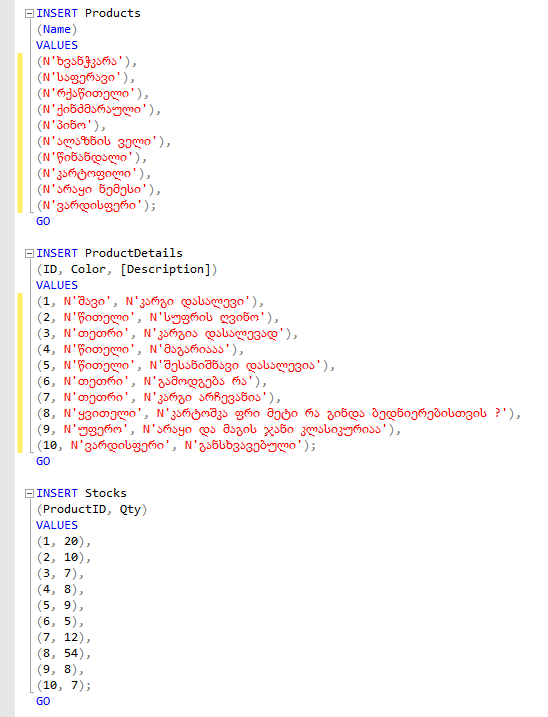 INSERT Products
(Name)
VALUES
(N'ხვანჭკარა'),
(N'საფერავი'),
(N'რქაწითელი'),
(N'ქინძმარაული'),
(N'პინო'),
(N'ალაზნის ველი'),
(N'წინანდალი'),
(N'კარტოფილი'),
(N'არაყი ნემესი'),
(N'ვარდისფერი');
GO
INSERT ProductDetails
(ID, Color, [Description])
VALUES
(1, N'შავი', N'კარგი დასალევი'),
(2, N'წითელი', N'სუფრის ღვინო'),
(3, N'თეთრი', N'კარგია დასალევად'),
(4, N'წითელი', N'მაგარიააა'),
(5, N'წითელი', N'შესანიშნავი დასალევია'),
(6, N'თეთრი', N'გამოდგება რა'),
(7, N'თეთრი', N'კარგი არჩევანია'),
(8, N'ყვითელი', N'კარტოშკა ფრი მეტი რა გინდა ბედნიერებისთვის ?'),
(9, N'უფერო', N'არაყი და მაგის ჯანი კლასიკურიაა'),
(10, N'ვარდისფერი', N'განსხვავებული');
GO
INSERT Stocks
(ProductID, Qty)
VALUES
(1, 20),
(2, 10),
(3, 7),
(4, 8),
(5, 9),
(6, 5),
(7, 12),
(8, 54),
(9, 8),
(10, 7);
GO